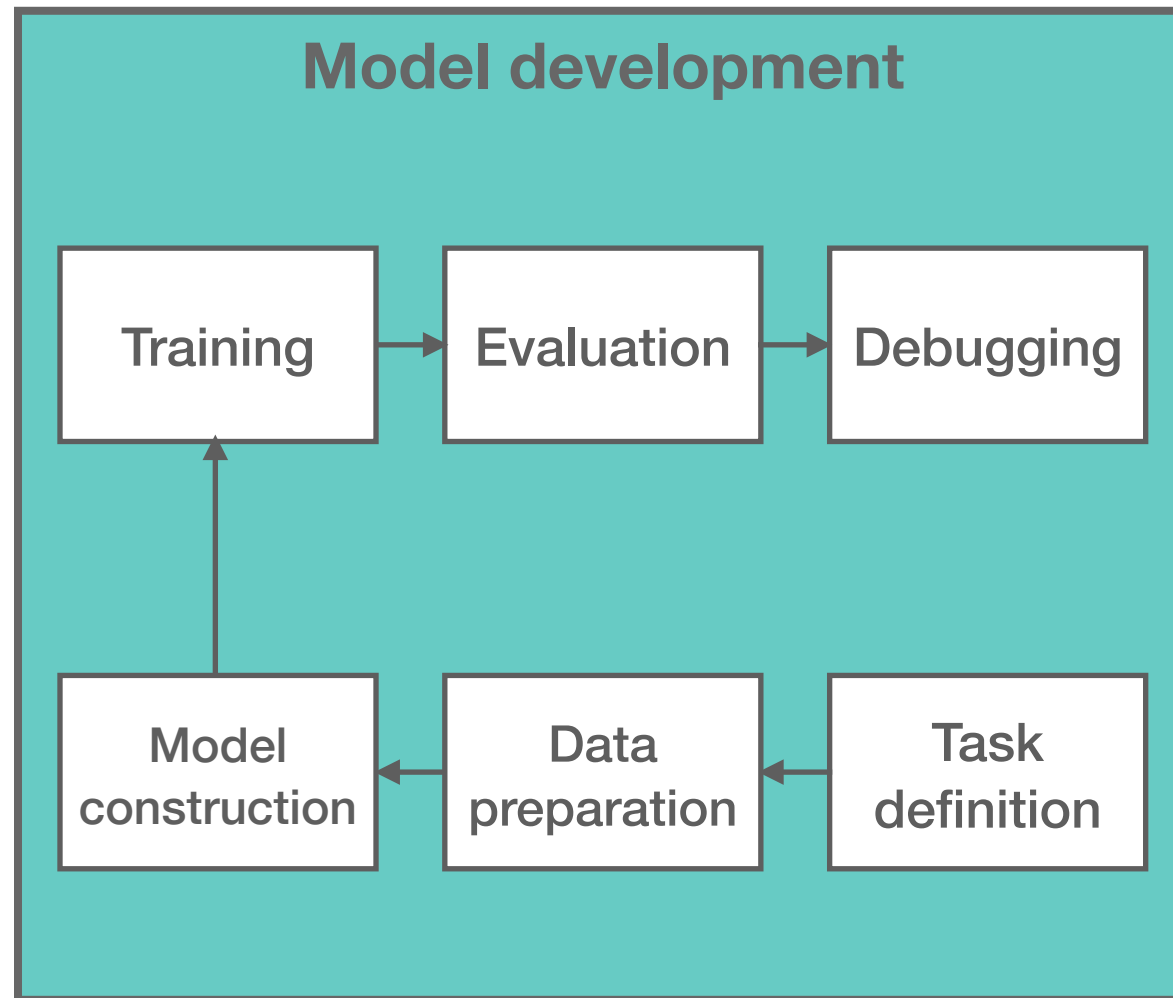 Model development
Training
Evaluation
Debugging
Model
construction
Data
preparation
Task
definition